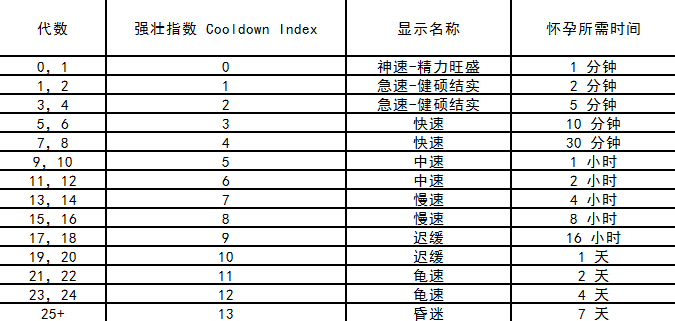 代数 强壮指数 Cooldown Index 显示名称 怀孕所需时间
0, 1 0 神速-精力旺盛 1 分钟
1, 2 1 急速-健硕结实 2 分钟
3, 4 2 急速-健硕结实 5 分钟
5, 6 3 快速 10 分钟
7, 8 4 快速 30 分钟
9, 10 5 中速 1 小时
11, 12 6 中速 2 小时
13, 14 7 慢速 4 小时
15, 16 8 慢速 8 小时
17, 18 9 迟缓 16 小时
19, 20 10 迟缓 1 天
21, 22 11 龟速 2 天
23, 24 12 龟速 4 天
25+ 13 昏迷 7 天